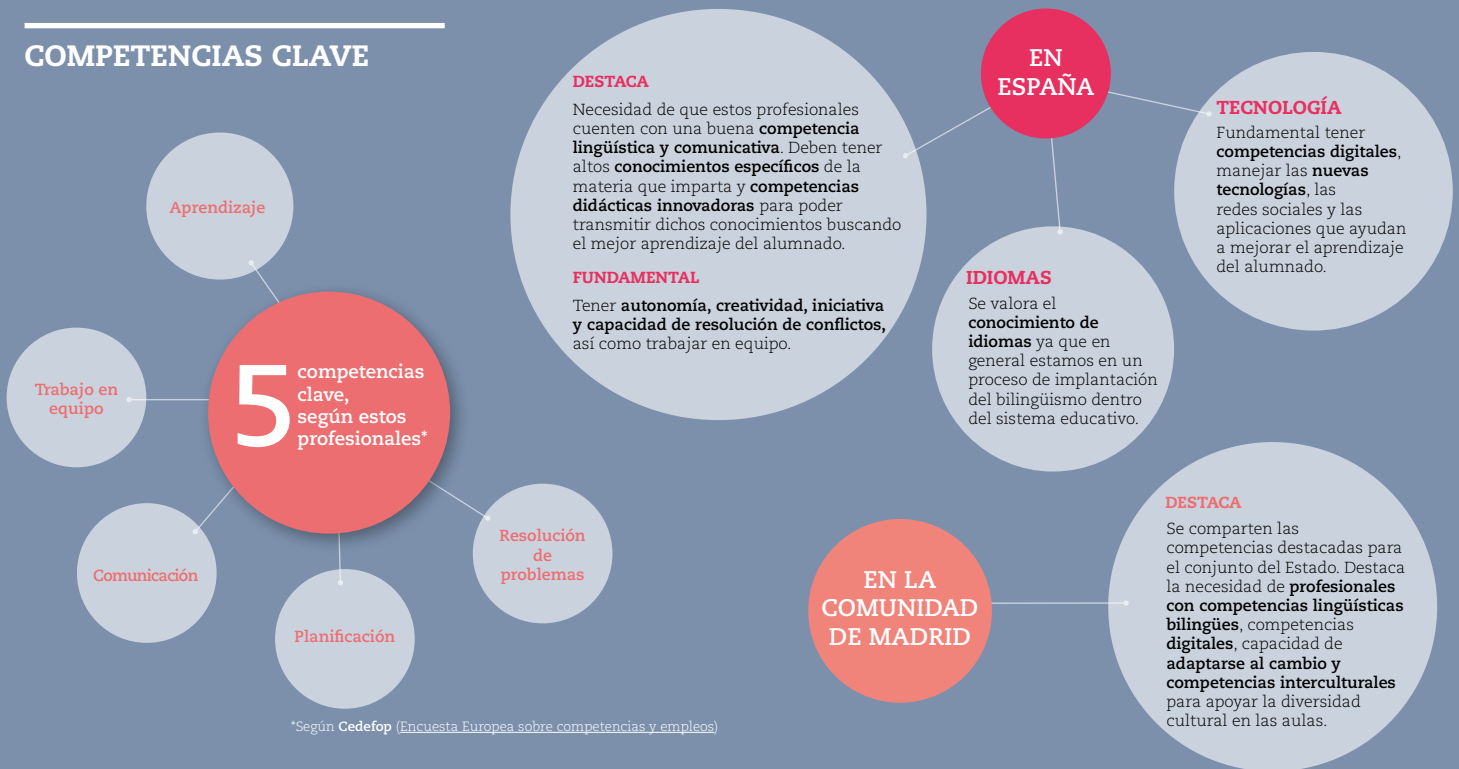 COMPETENCIAS CLAVE
Aprendizaje
Trabajo en
equipo
5
competencias
clave,
según estos
profesionales*
Comunicación
Planificación
Resolución
de
problemas
*Según Cedefop (Encuesta Europea sobre competencias y empleos)
EN
ESPAÑA
DESTACA
Necesidad de que estos profesionales
cuenten con una buena competencia
lingüística y comunicativa. Deben tener
altos conocimientos específicos de la
materia que imparta y competencias
didácticas innovadoras para poder
transmitir dichos conocimientos buscando
el mejor aprendizaje del alumnado.
FUNDAMENTAL
Tener autonomía, creatividad, iniciativa
y capacidad de resolución de conflictos,
así como trabajar en equipo.
IDIOMAS
Se valora el
conocimiento de
idiomas ya que en
general estamos en un
proceso de implantación
del bilingüismo dentro
del sistema educativo.
TECNOLOGÍA
Fundamental tener
competencias digitales,
manejar las nuevas
tecnologías, las
redes sociales y las
aplicaciones que ayudan
a mejorar el aprendizaje
del alumnado.
EN LA
COMUNIDAD
DE MADRID
DESTACA
Se comparten las
competencias destacadas para
el conjunto del Estado. Destaca
la necesidad de profesionales
con competencias lingüísticas
bilingües, competencias
digitales, capacidad de
adaptarse al cambio y
competencias interculturales
para apoyar la diversidad
cultural en las aulas.